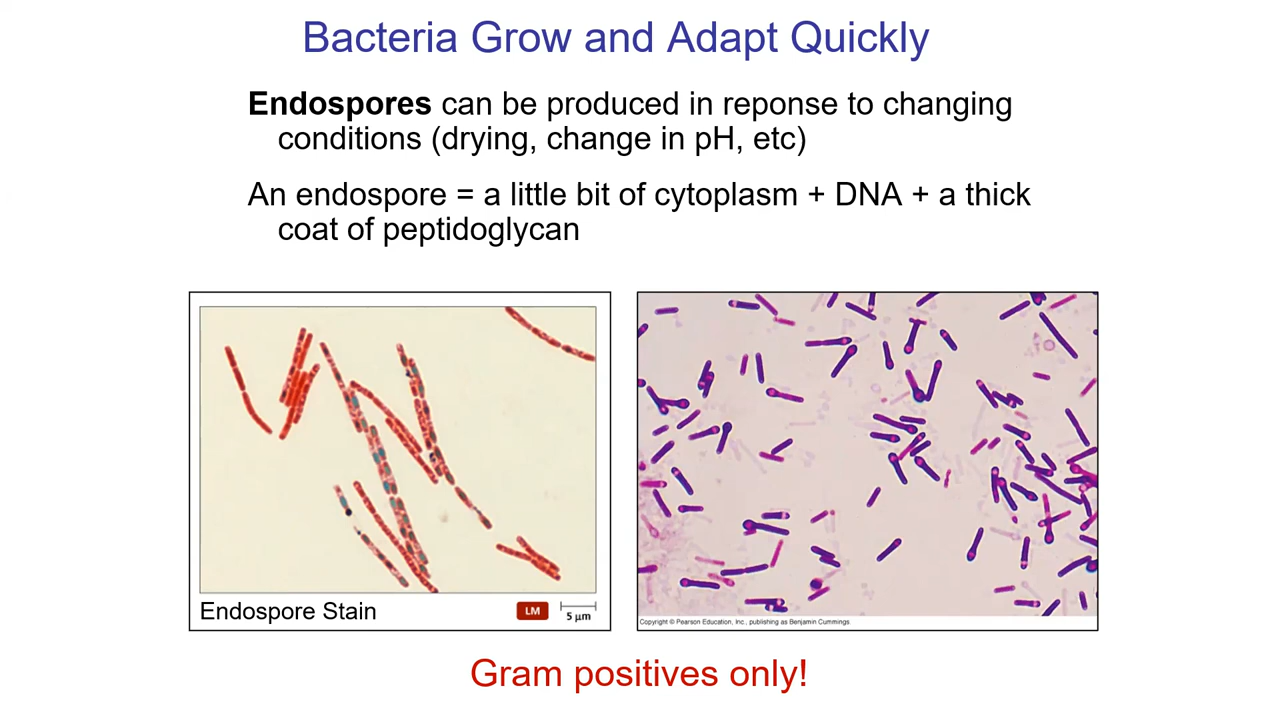 Bacteria Grow and Adapt Quickly
Endospores can be produced in reponse to changing
conditions (drying, change in pH, etc)
An endospore = a little bit of cytoplasm + DNA + a thick
coat of peptidoglycan
Endospore Stain
LM
5 µm
Copyright © Pearson Education, Inc., publishing as Benjamin Cummings.
Gram positives only!